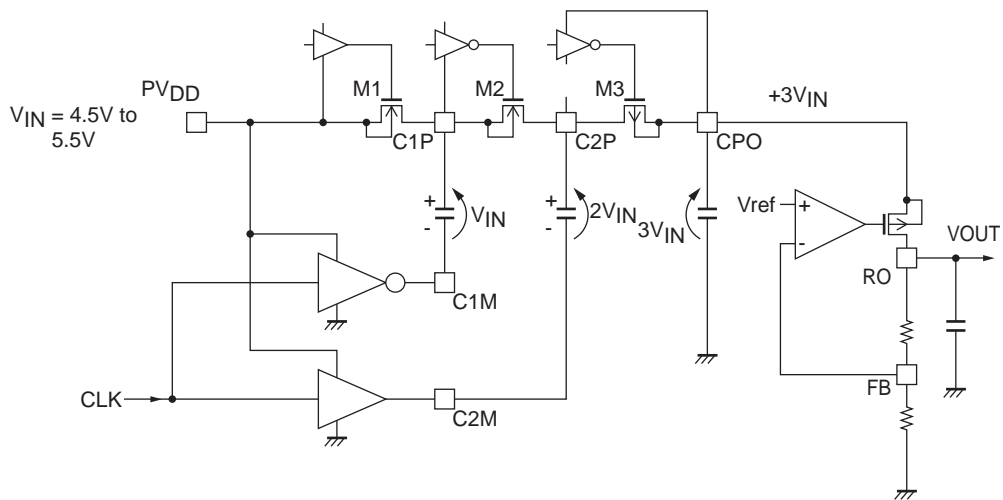 M1
M2
M3
+3VIN
PVDD
VIN = 4.5V to
5.5V
C1P
C2P
CPO
+
-
VIN
+
-
2VIN
3VIN
Vref
+
-
VOUT
RO
C1M
FB
CLK
C2M